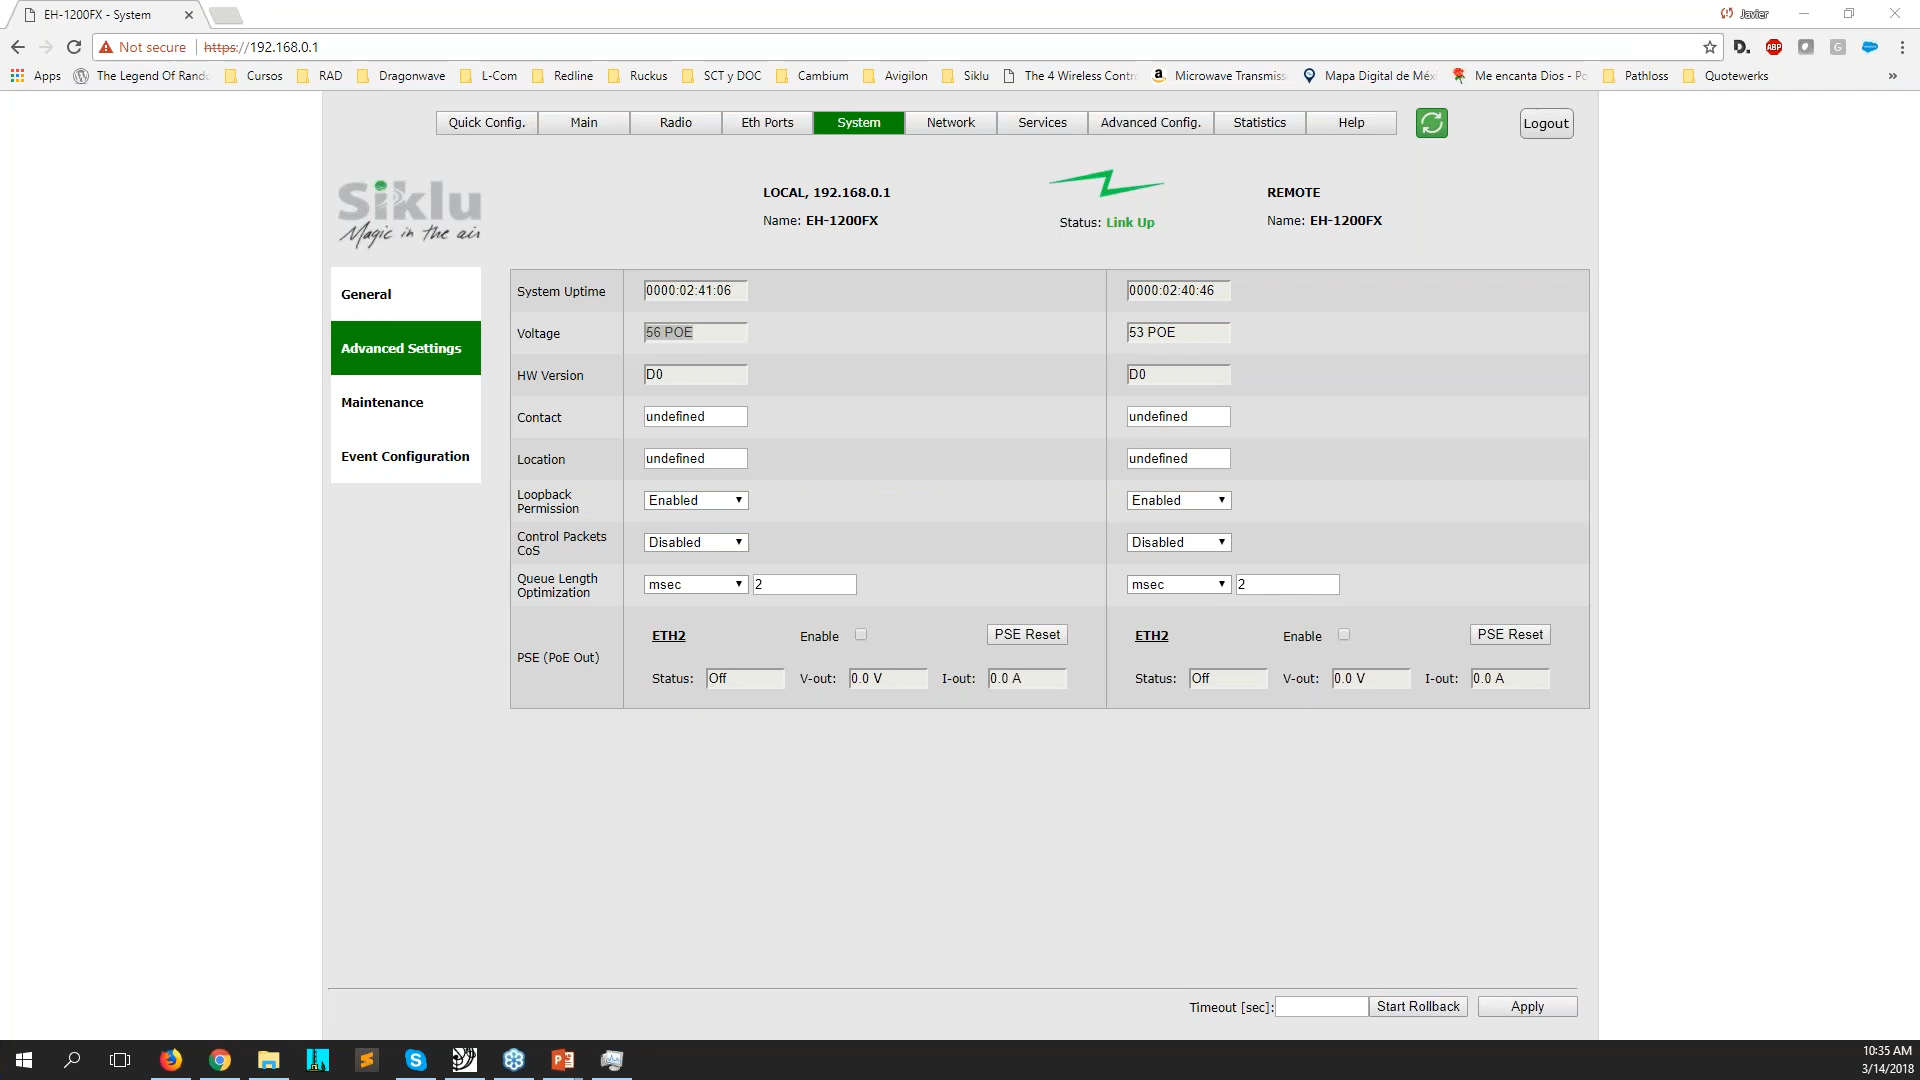 EH-1200FX - System
Javier
Not secure | https://192.168.0.1
Apps The Legend Of Rando Cursos RAD Dragonwave L-Com Redline Ruckus SCT y DOC Cambium Avigilon Siklu The 4 Wireless Contr a Microwave Transmiss Mapa Digital de Méxi Me encanta Dios - Po Pathloss Quotewerks »
Quick Config. Main Radio Eth Ports System Network Services Advanced Config. Statistics Help Logout
Siklu
Magic in the air
LOCAL, 192.168.0.1 REMOTE
Name: EH-1200FX Status: Link Up Name: EH-1200FX
General
Advanced Settings
Maintenance
Event Configuration
System Uptime 0000:02:41:06 0000:02:40:46
Voltage 56 POE 53 POE
HW Version D0 D0
Contact undefined undefined
Location undefined undefined
Loopback
Permission Enabled Enabled
Control Packets
CoS Disabled Disabled
Queue Length
Optimization msec 2 msec 2
PSE (PoE Out)
ETH2 Enable PSE Reset ETH2 Enable PSE Reset
Status: Off V-out: 0.0 V I-out: 0.0 A Status: Off V-out: 0.0 V I-out: 0.0 A
Timeout [sec]: Start Rollback Apply
10:35 AM
3/14/2018